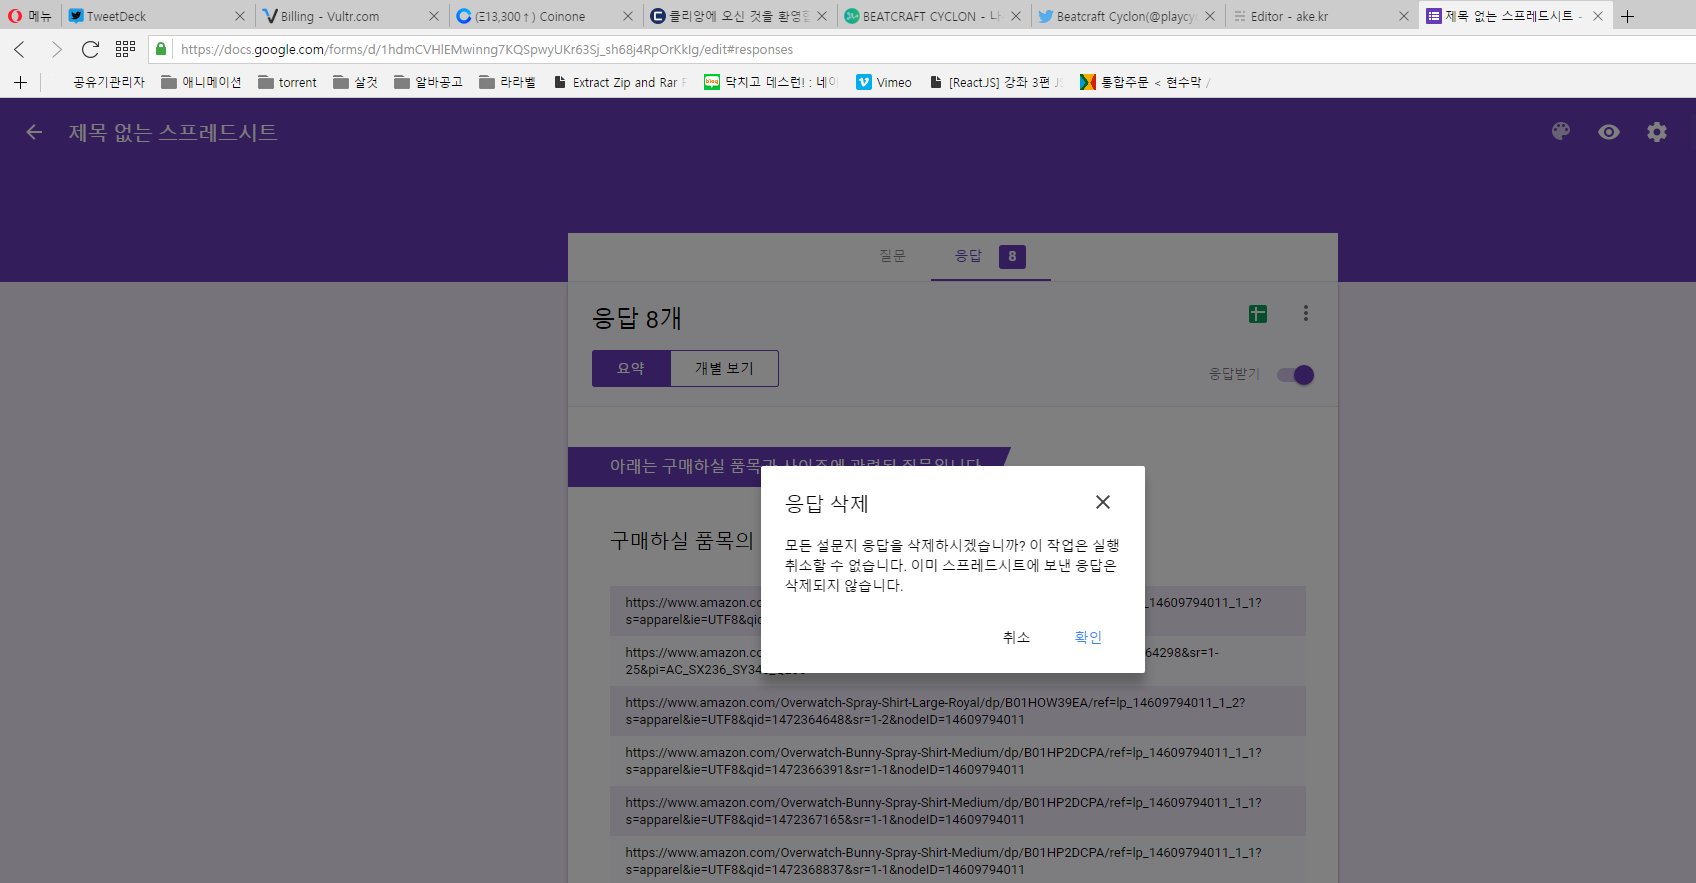 메뉴
TweetDeck
Billing - Vultr.com
(Ξ13,300↑) Coinone
클리앙에 오신 것을 환영합
BEATCRAFT CYCLON - 나
Beatcraft Cyclon(@playcyc
Editor - ake.kr
제목 없는 스프레드시트 -
https://docs.google.com/forms/d/1hdmCVHlEMwinng7KQSpwyUKr63Sj_sh68j4RpOrKkIg/edit#responses
공유기관리자
애니메이션
torrent
살것
알바공고
라라벨
Extract Zip and Rar F
닥치고 데스런! : 네이
Vimeo
[ReactJS] 강좌 3편 JS
통합주문 < 현수막 /
제목 없는 스프레드시트
질문
응답 8
응답 8개
요약
개별 보기
응답받기
아래는 구매하실 품목과 사이즈에 관련된 질문입니다
구매하실 품목의
응답 삭제
모든 설문지 응답을 삭제하시겠습니까? 이 작업은 실행
취소할 수 없습니다. 이미 스프레드시트에 보낸 응답은
삭제되지 않습니다.
취소
확인
https://www.amazon.co
_14609794011_1_1?
s=apparel&ie=UTF8&qid
https://www.amazon.co
64298&sr=1-
25&pi=AC_SX236_SY34
https://www.amazon.com/Overwatch-Spray-Shirt-Large-Royal/dp/B01HOW39EA/ref=lp_14609794011_1_2?
s=apparel&ie=UTF8&qid=1472364648&sr=1-2&nodeID=14609794011
https://www.amazon.com/Overwatch-Bunny-Spray-Shirt-Medium/dp/B01HP2DCPA/ref=lp_14609794011_1_1?
s=apparel&ie=UTF8&qid=1472366391&sr=1-1&nodeID=14609794011
https://www.amazon.com/Overwatch-Bunny-Spray-Shirt-Medium/dp/B01HP2DCPA/ref=lp_14609794011_1_1?
s=apparel&ie=UTF8&qid=1472367165&sr=1-1&nodeID=14609794011
https://www.amazon.com/Overwatch-Bunny-Spray-Shirt-Medium/dp/B01HP2DCPA/ref=lp_14609794011_1_1?
s=apparel&ie=UTF8&qid=1472368837&sr=1-1&nodeID=14609794011